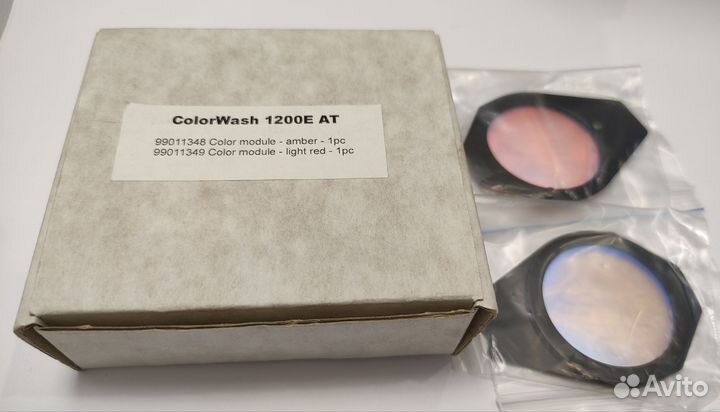 ColorWash 1200E AT
99011348 Color module - amber - 1pc
99011349 Color module - light red - 1pc
Avito